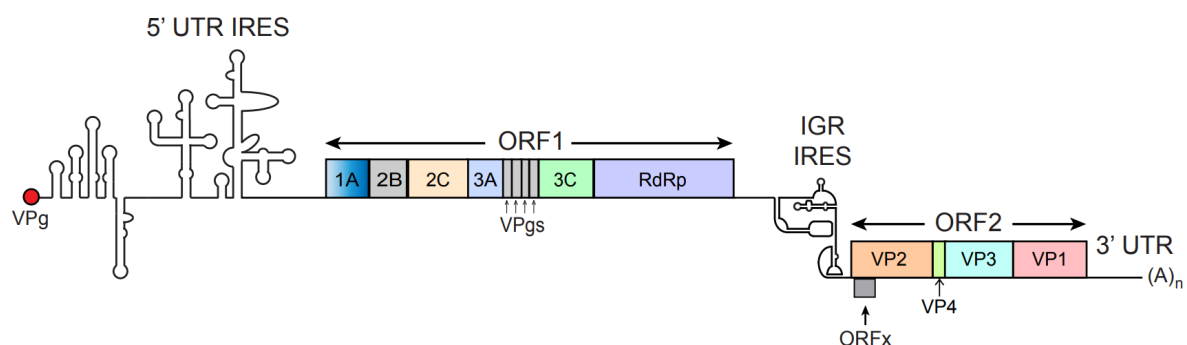 5' UTR IRES
VPg
ORF1
1A
2B
2C
3A
3C
RdRp
VPgs
IGR
IRES
ORF2
VP2
VP3
VP1
VP4
ORFx
3' UTR
(A)n